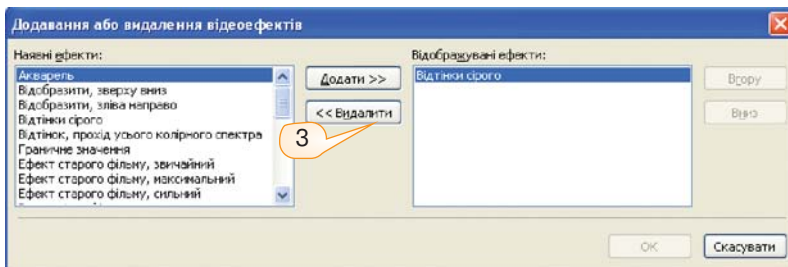 Додавання або видалення відеоефектів
Наявні ефекти:
Акварель
Відобразити, зверху вниз
Відобразити, зліва направо
Відтінки сірого
Відтінок, прохід усього колірного спектра
Граничне значення
Ефект старого фільму, звичайний
Ефект старого фільму, максимальний
Ефект старого фільму, сильний
Додати >>
<< Видалити
3
Відображувані ефекти:
Відтінки сірого
Вгору
Вниз
ОК
Скасувати